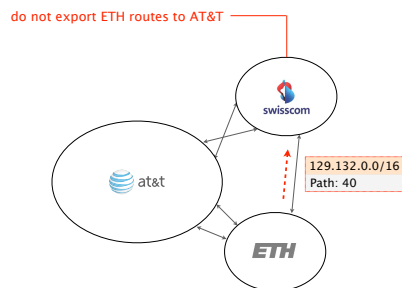 do not export ETH routes to AT&T
swisscom
at&t
129.132.0.0/16
Path: 40
ETH